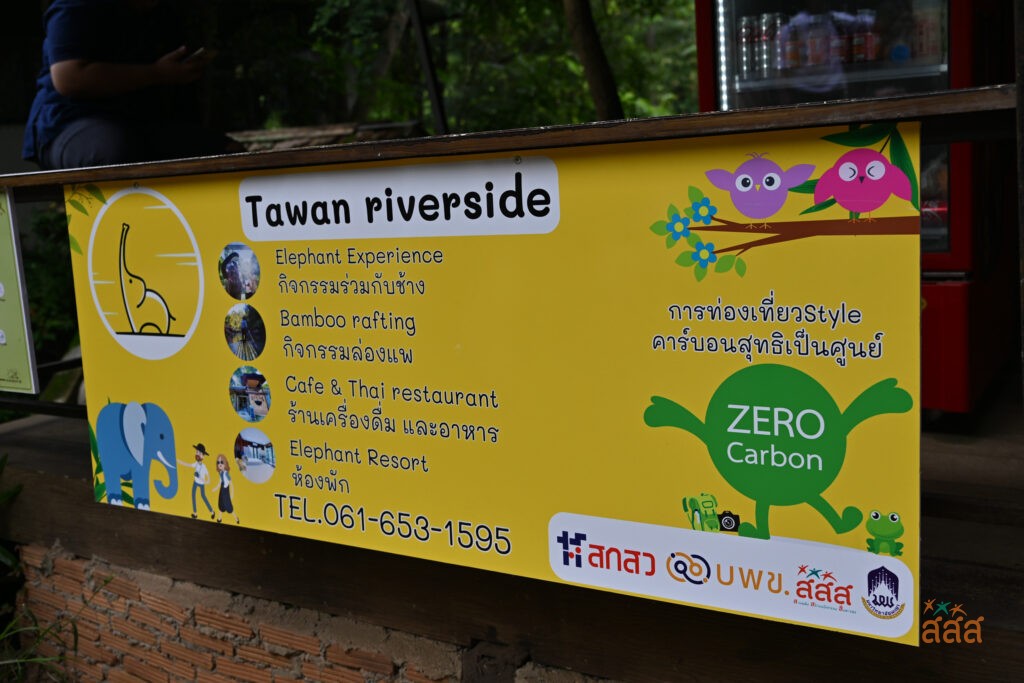 Tawan riverside
Elephant Experience
กิจกรรมร่วมกับช้าง
Bamboo rafting
กิจกรรมล่องแพ
Cafe & Thai restaurant
ร้านเครื่องดื่ม และอาหาร
Elephant Resort
ห้องพัก
TEL.061-653-1595
การท่องเที่ยวStyle
คาร์บอนสุทธิเป็นศูนย์
ZERO
Carbon
สกสว
บพข.
สสส
สสส